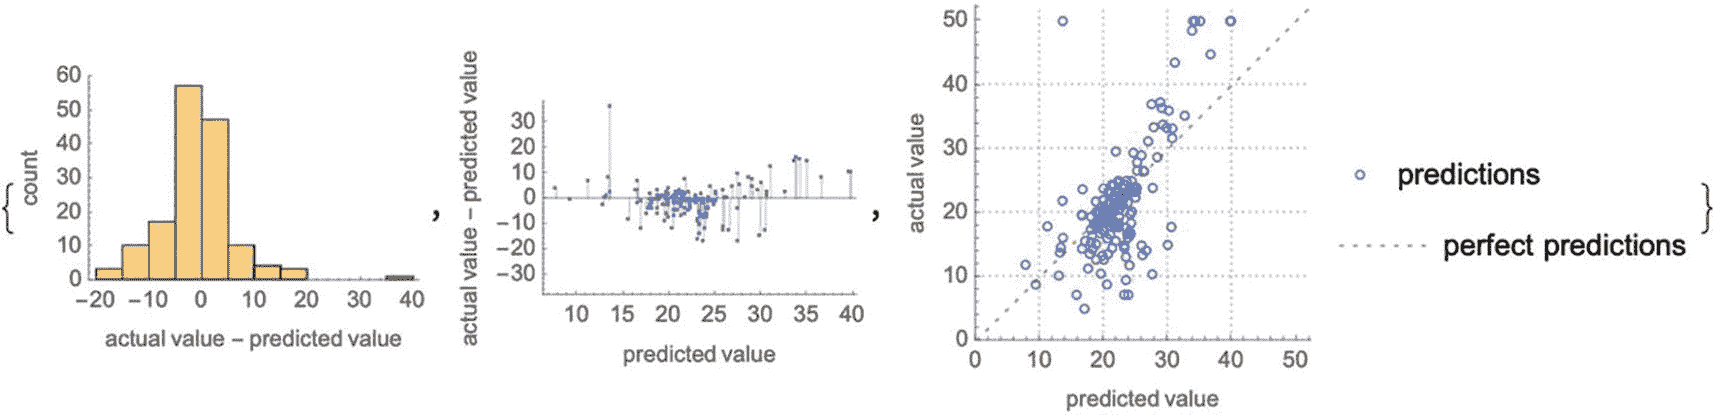 {
60
50
40
30
20
10
0
count
−20 −10 0 10 20 30 40
actual value − predicted value
,
30
20
10
0
−10
−20
−30
actual value − predicted value
10 15 20 25 30 35 40
predicted value
,
50
40
30
20
10
0
actual value
0 10 20 30 40 50
predicted value
predictions
perfect predictions
}